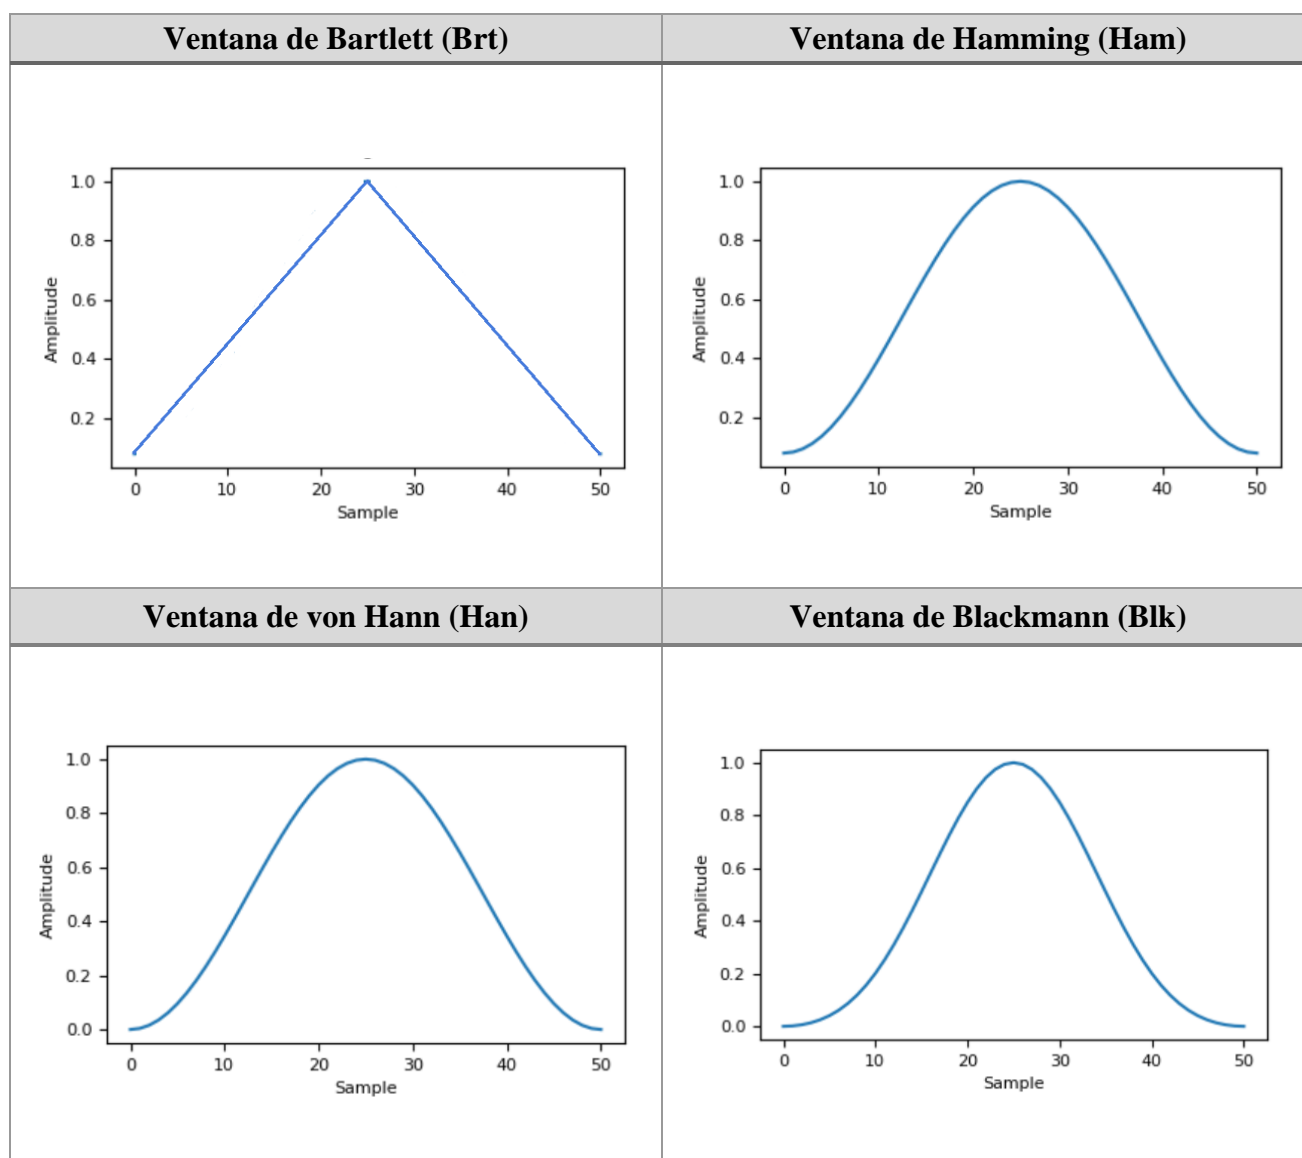 Ventana de Bartlett (Brt)
Ventana de Hamming (Ham)
1.0
0.8
0.6
0.4
0.2
Amplitude
0 10 20 30 40 50
Sample
1.0
0.8
0.6
0.4
0.2
Amplitude
0 10 20 30 40 50
Sample
Ventana de von Hann (Han)
Ventana de Blackmann (Blk)
1.0
0.8
0.6
0.4
0.2
0.0
Amplitude
0 10 20 30 40 50
Sample
1.0
0.8
0.6
0.4
0.2
0.0
Amplitude
0 10 20 30 40 50
Sample